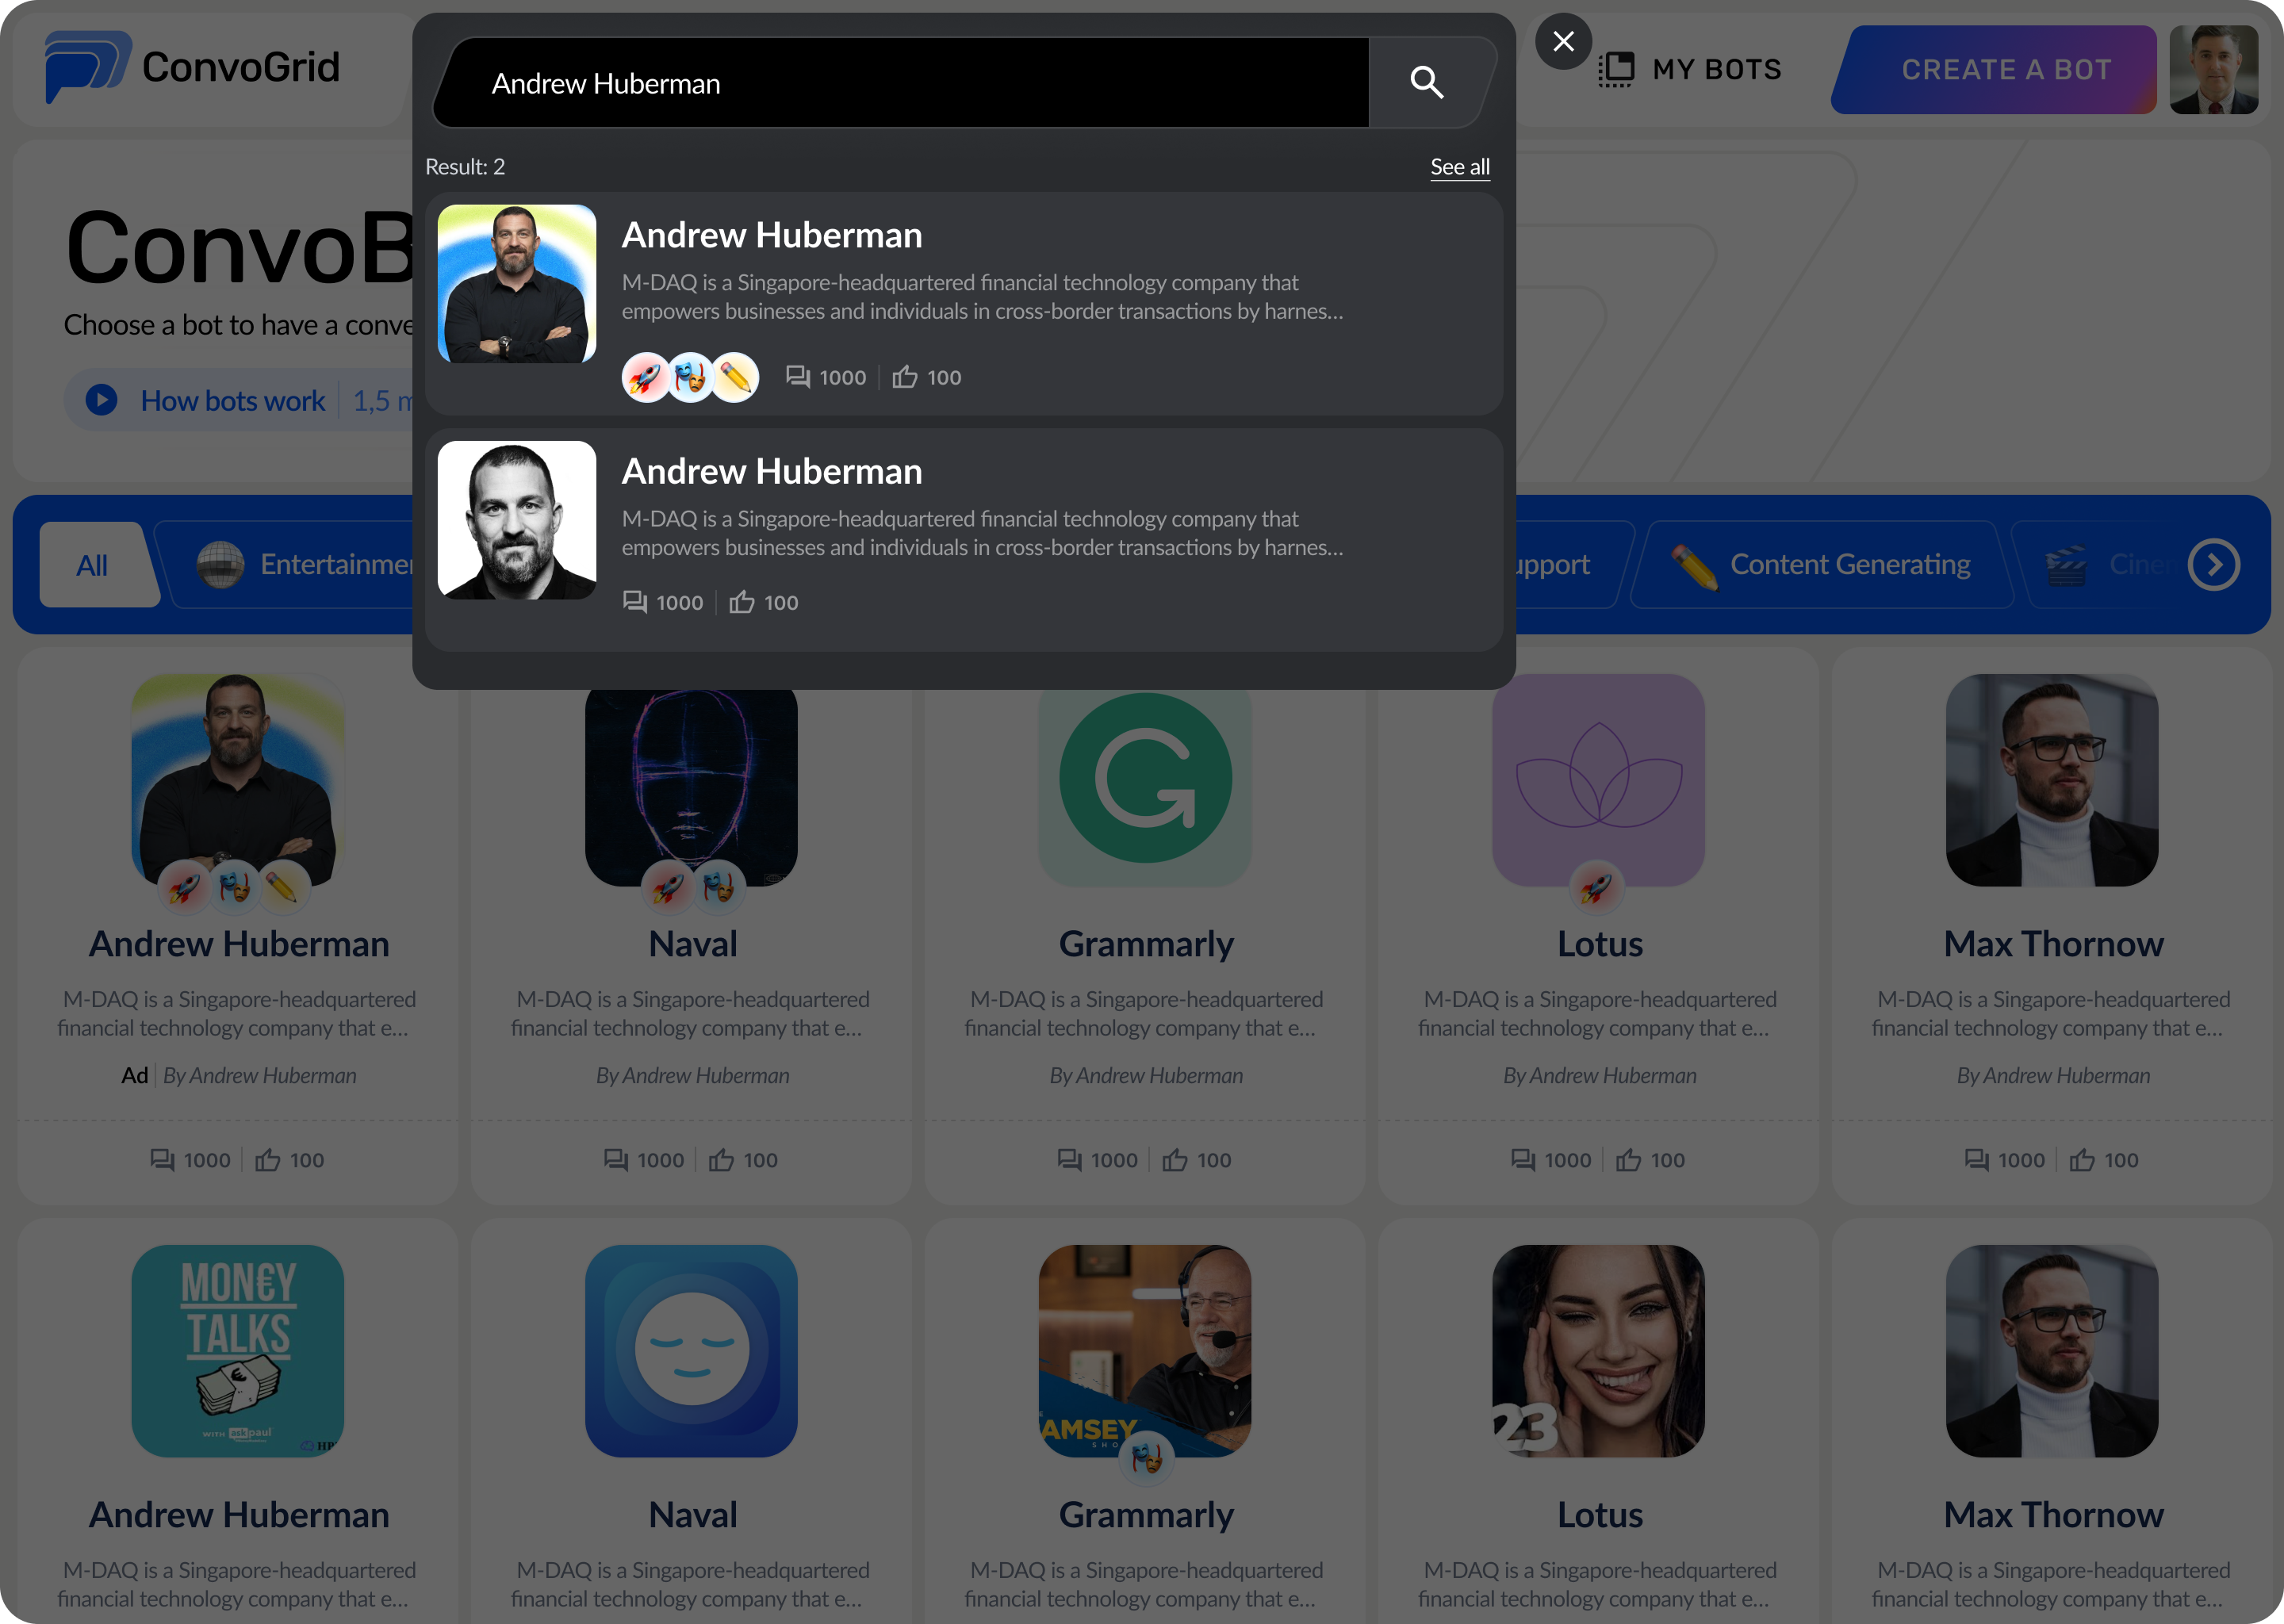 ConvoGrid
Andrew Huberman
MY BOTS
CREATE A BOT
Result: 2
See all
Andrew Huberman
M-DAQ is a Singapore-headquartered financial technology company that
empowers businesses and individuals in cross-border transactions by harnes...
1000
100
Andrew Huberman
M-DAQ is a Singapore-headquartered financial technology company that
empowers businesses and individuals in cross-border transactions by harnes...
1000
100
ConvoB
Choose a bot to have a conve
How bots work
1,5 m
All
Entertainmer
upport
Content Generating
Cine
Andrew Huberman
M-DAQ is a Singapore-headquartered
financial technology company that e...
Ad
By Andrew Huberman
1000
100
Naval
M-DAQ is a Singapore-headquartered
financial technology company that e...
By Andrew Huberman
1000
100
Grammarly
M-DAQ is a Singapore-headquartered
financial technology company that e...
By Andrew Huberman
1000
100
Lotus
M-DAQ is a Singapore-headquartered
financial technology company that e...
By Andrew Huberman
1000
100
Max Thornow
M-DAQ is a Singapore-headquartered
financial technology company that e...
By Andrew Huberman
1000
100
MON€Y
TALKS
WITH askpaul
HP
Andrew Huberman
M-DAQ is a Singapore-headquartered
financial technology company that e...
Naval
M-DAQ is a Singapore-headquartered
financial technology company that e...
AMSEY
SHO
Grammarly
M-DAQ is a Singapore-headquartered
financial technology company that e...
23
Lotus
M-DAQ is a Singapore-headquartered
financial technology company that e...
Max Thornow
M-DAQ is a Singapore-headquartered
financial technology company that e...